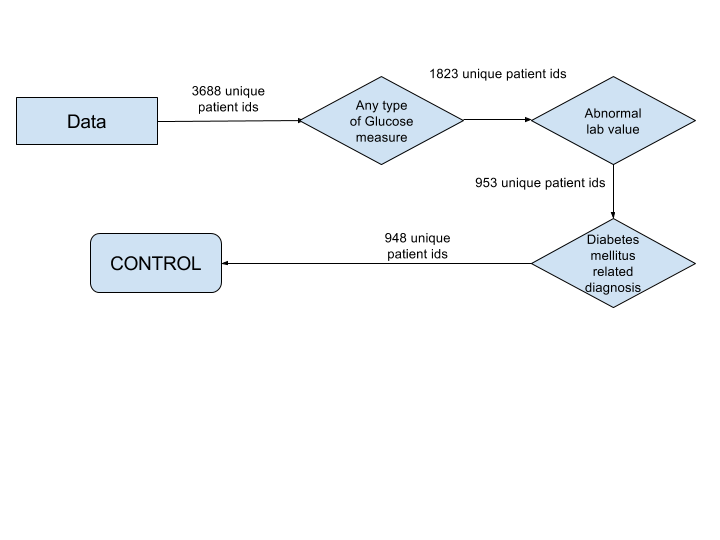 1823 unique patient ids
3688 unique
patient ids
Data
Any type
of Glucose
measure
Abnormal
lab value
953 unique patient ids
Diabetes
mellitus
related
diagnosis
948 unique
patient ids
CONTROL